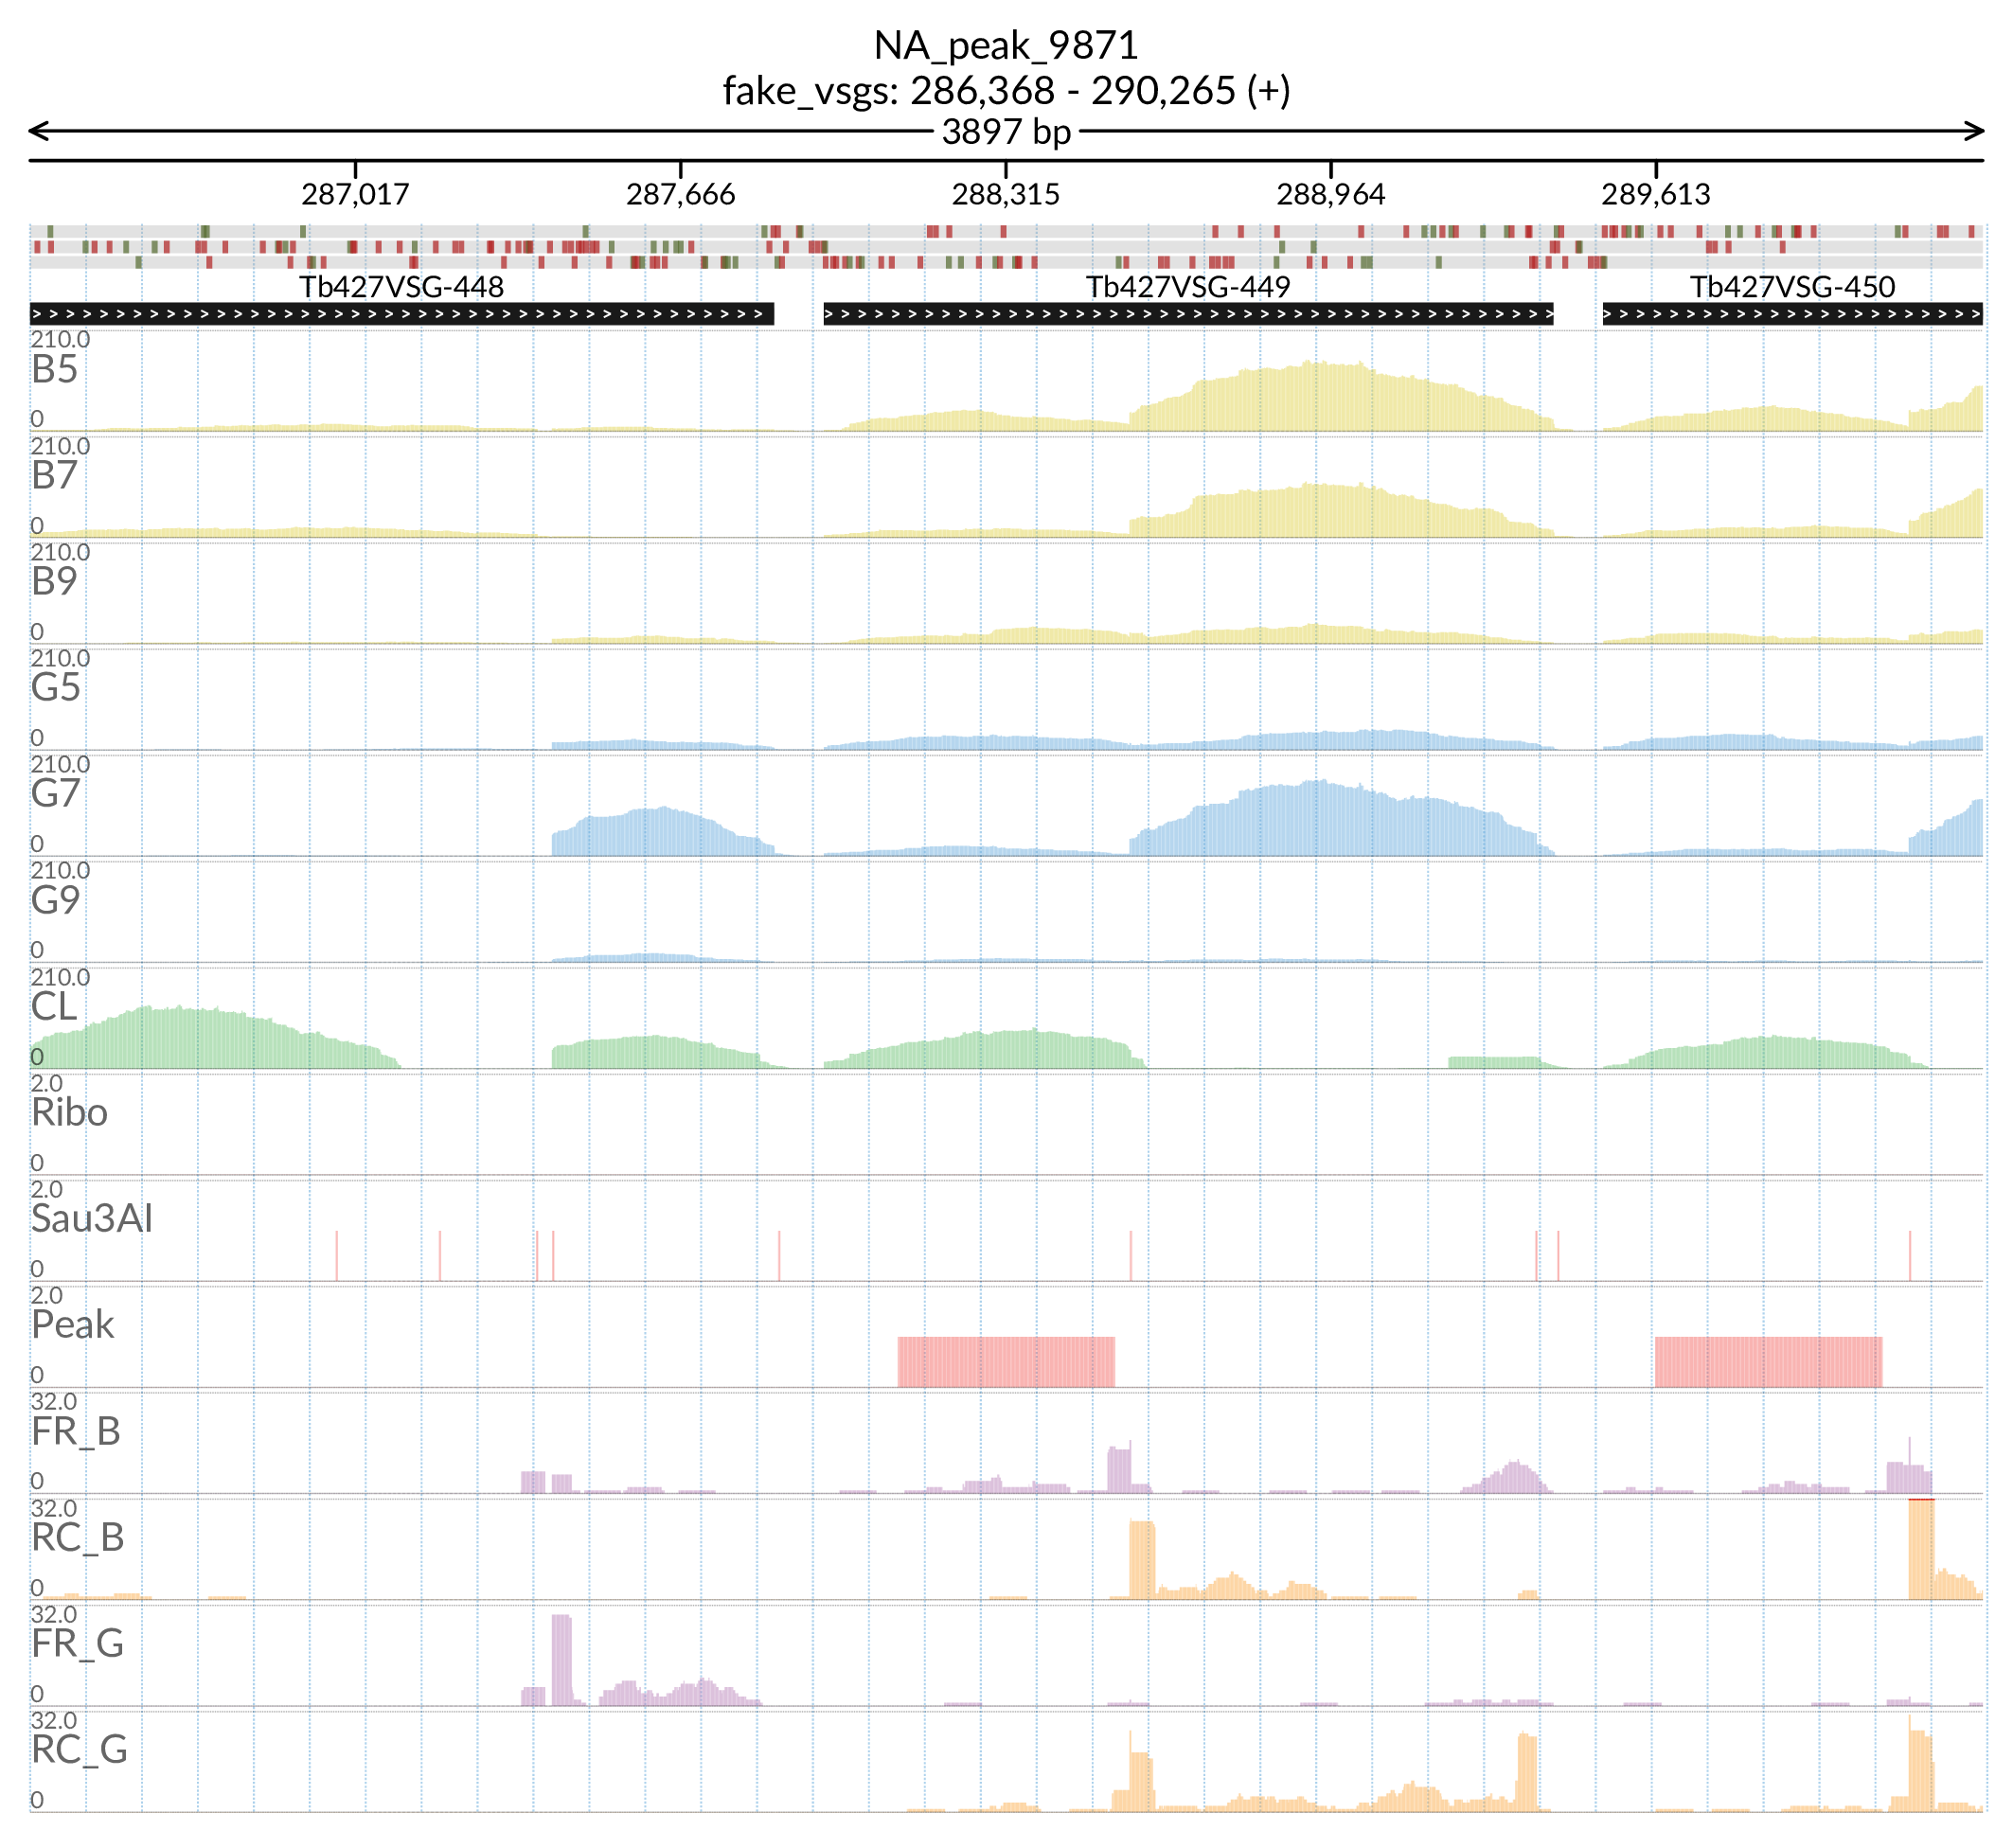 NA_peak_9871
fake_vsgs: 286,368 - 290,265 (+)
3897 bp
287,017 287,666 288,315 288,964 289,613
Tb427VSG-448 Tb427VSG-449 Tb427VSG-450
210.0
B5
0
210.0
B7
0
210.0
B9
0
210.0
G5
0
210.0
G7
0
210.0
G9
0
210.0
CL
0
2.0
Ribo
0
2.0
Sau3AI
0
2.0
Peak
0
32.0
FR_B
0
32.0
RC_B
0
32.0
FR_G
0
32.0
RC_G
0